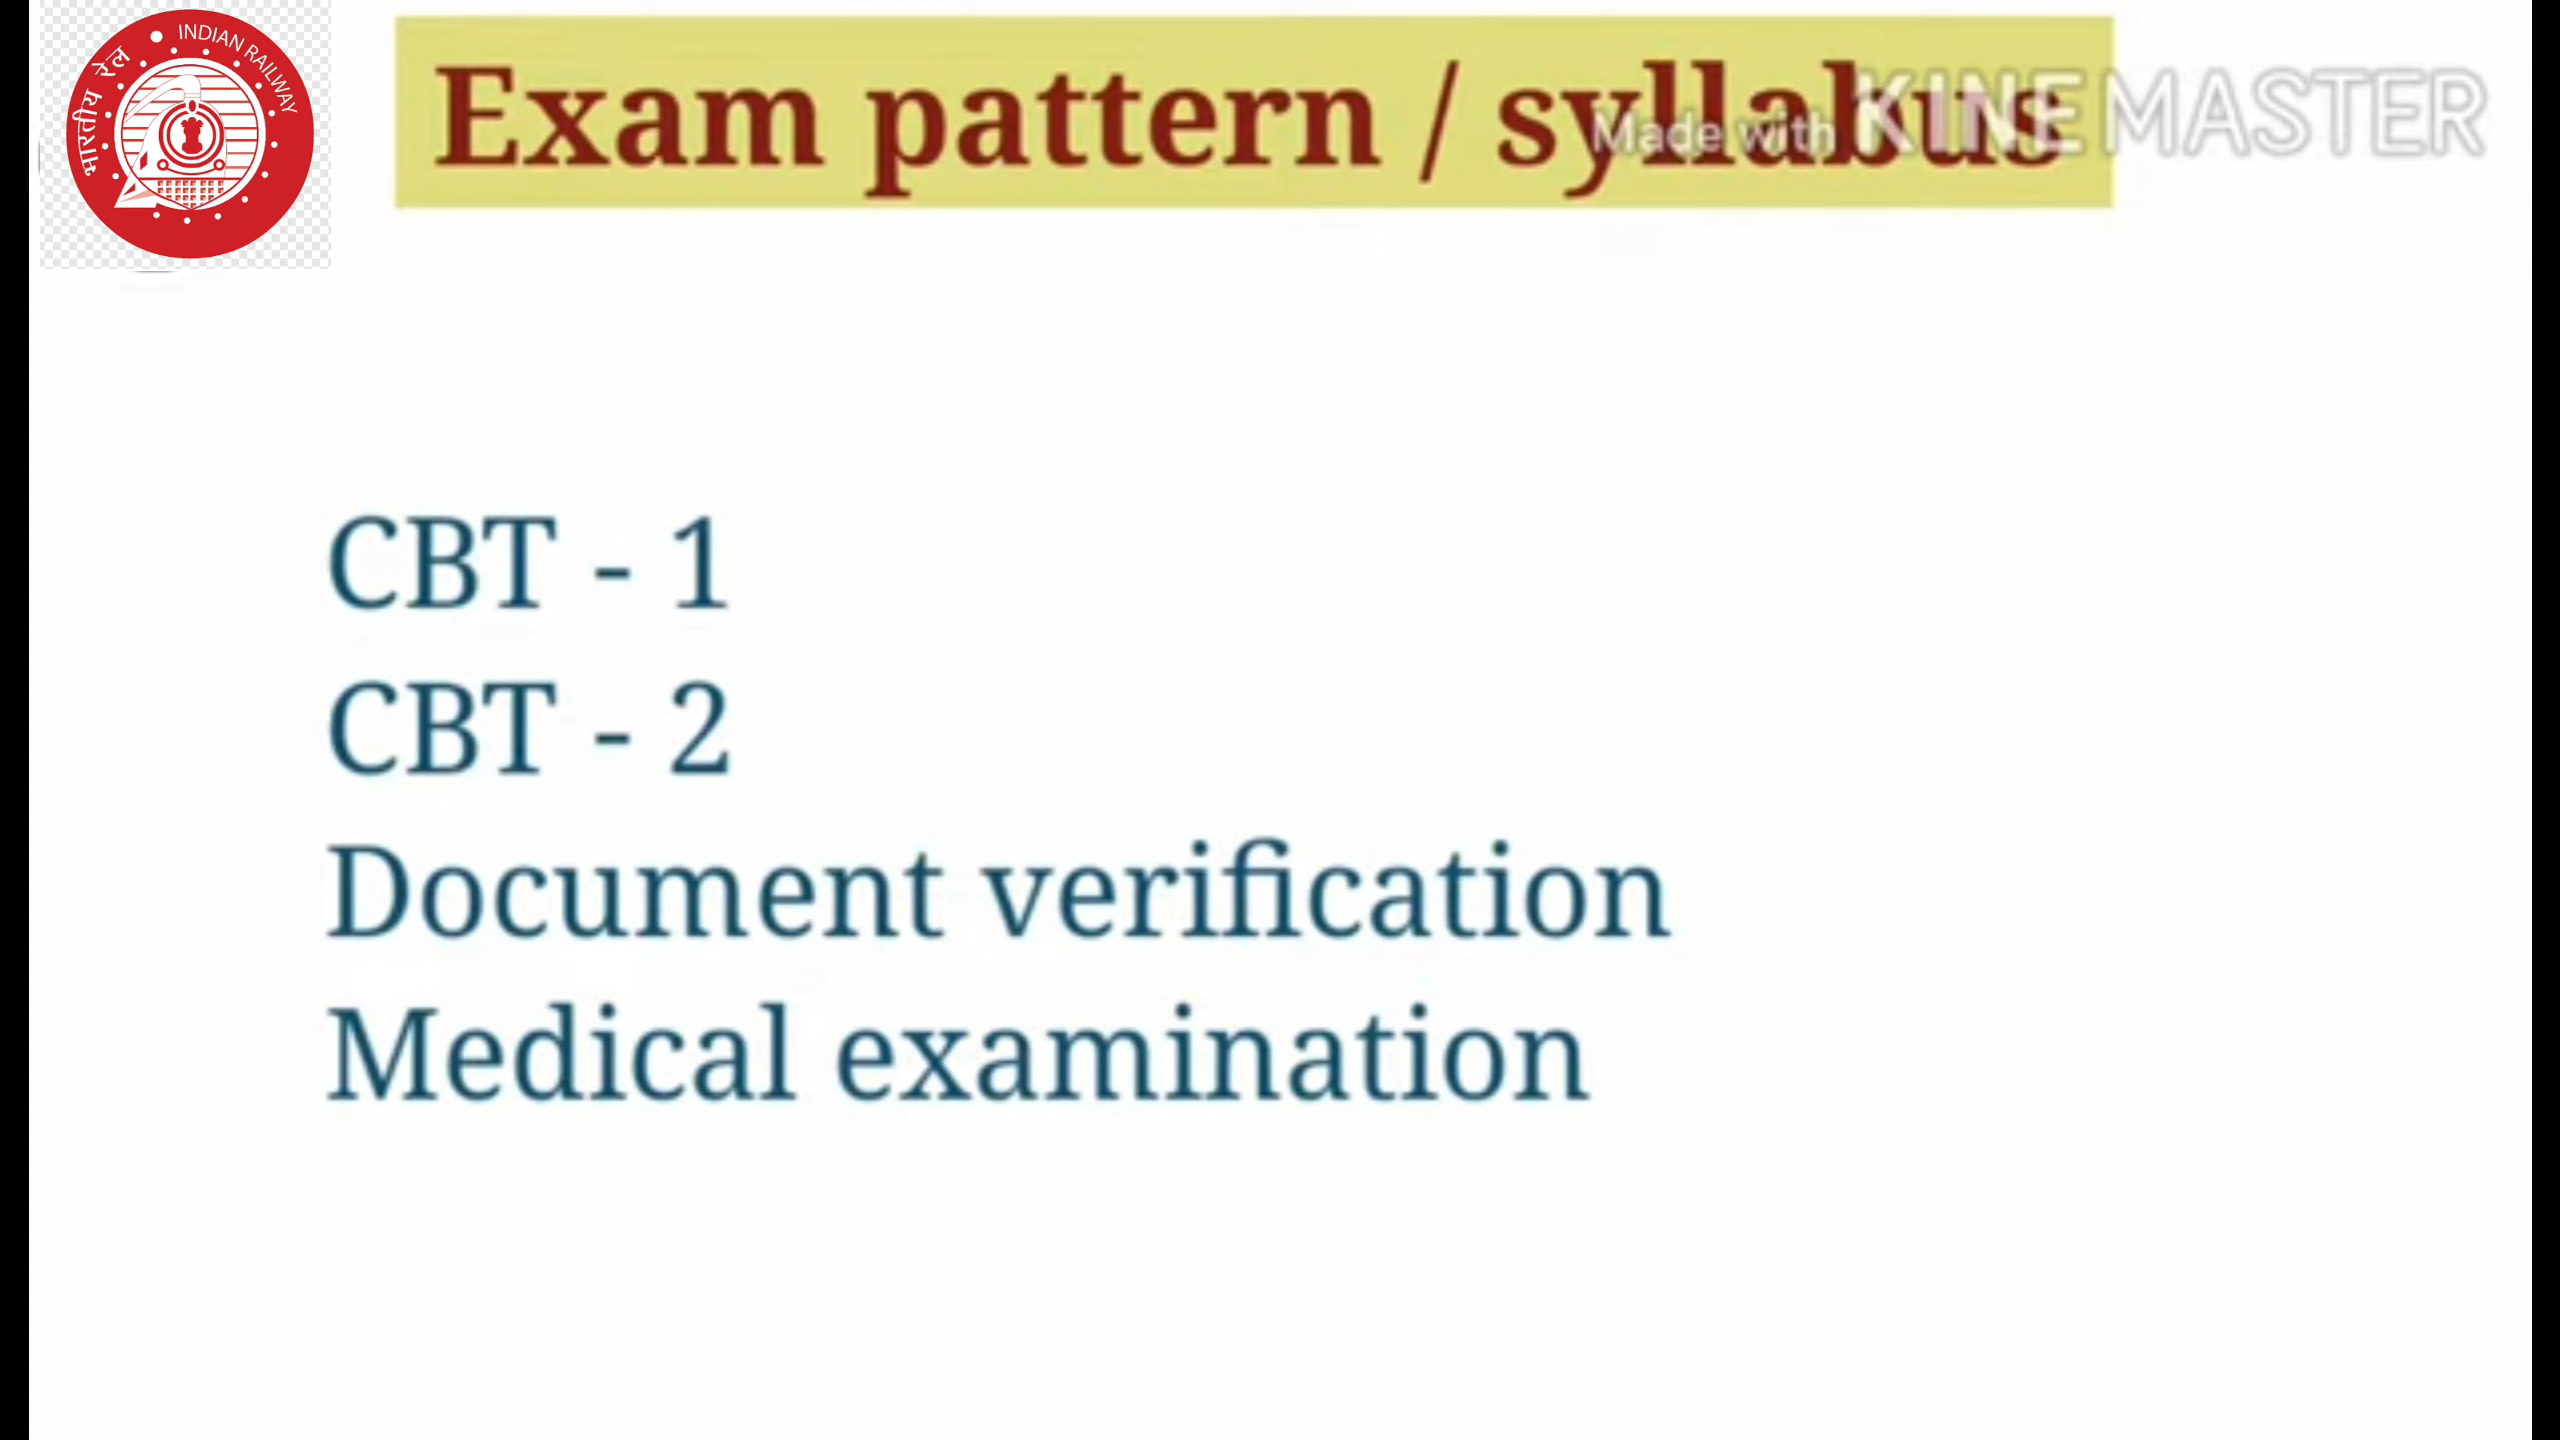 भारतीय रेल
INDIAN RAILWAY
Exam pattern / syllabus
Made with KINEMASTER
CBT - 1
CBT - 2
Document verification
Medical examination